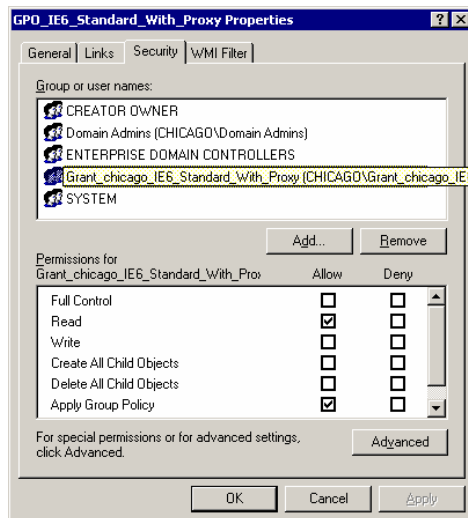 GPO_IE6_Standard_With_Proxy Properties
General Links Security WMI Filter
Group or user names:
CREATOR OWNER
Domain Admins (CHICAGO\Domain Admins)
ENTERPRISE DOMAIN CONTROLLERS
Grant_chicago_IE6_Standard_With_Proxy (CHICAGO\Grant_chicago_IE
SYSTEM
Add... Remove
Permissions for
Grant_chicago_IE6_Standard_With_Prox Allow Deny
Full Control
Read
Write
Create All Child Objects
Delete All Child Objects
Apply Group Policy
For special permissions or for advanced settings,
click Advanced.
Advanced
OK Cancel Apply